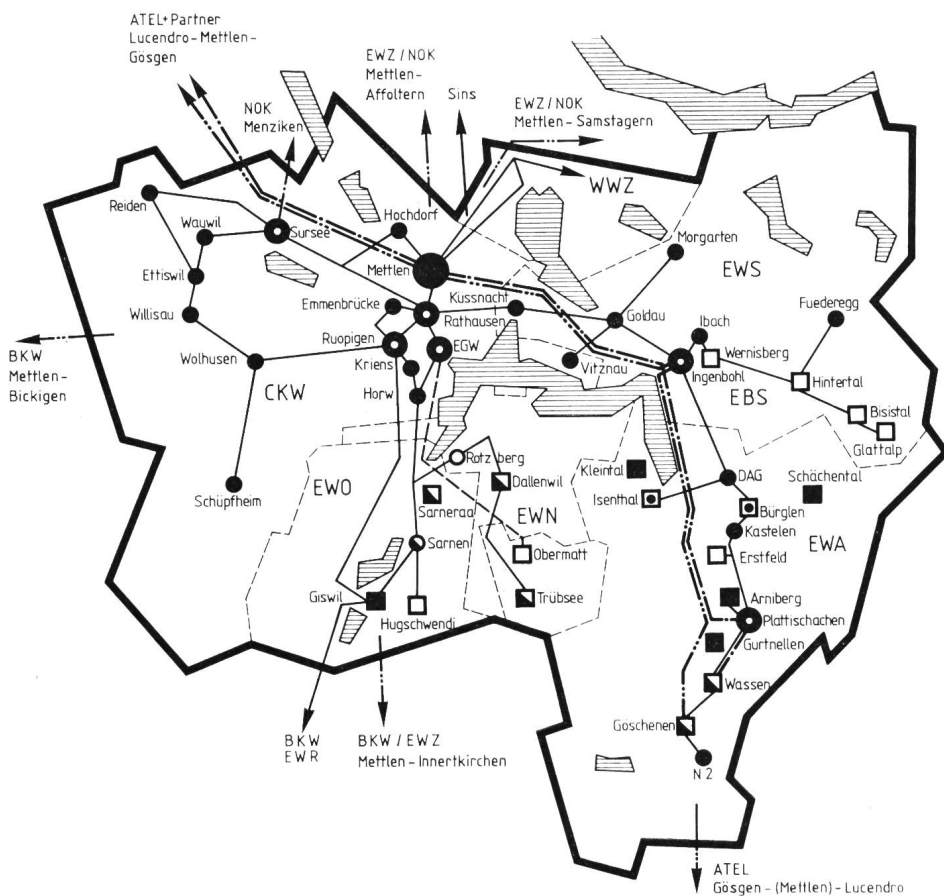 ATEL+Partner
Lucendro-Mettlen-
Gösgen
NOK
Menziken
EWZ/NOK
Mettlen-
Affoltern
Sins
EWZ/NOK
Mettlen-Samstagern
WWZ
Reiden
Wauwil
Sursee
Hochdorf
Morgarten
EWS
Ettiswil
Mettlen
Emmenbrücke
Küssnacht
Fuederegg
Willisau
Rathausen
Goldau
Ibach
BKW
Mettlen-
Bickigen
Ruopigen
EGW
Wernisberg
Wolhusen
Kriens
Vitznau
Ingenbohl
Hintertal
CKW
Horw
EBS
Bisistal
Glattalp
Rotzberg
Kleintal
DAG
Schächental
Schüpfheim
EWO
Dallenwil
Isenthal
Bürglen
Sarneraa
EWN
Kastelen
EWA
Sarnen
Obermatt
Erstfeld
Giswil
Hugschwendi
Trübsee
Arniberg
Plattischachen
Gurtnellen
Wassen
Göschenen
BKW
EWR
BKW/EWZ
Mettlen-Innertkirchen
N2
ATEL
Gösgen-(Mettlen)-Lucendro